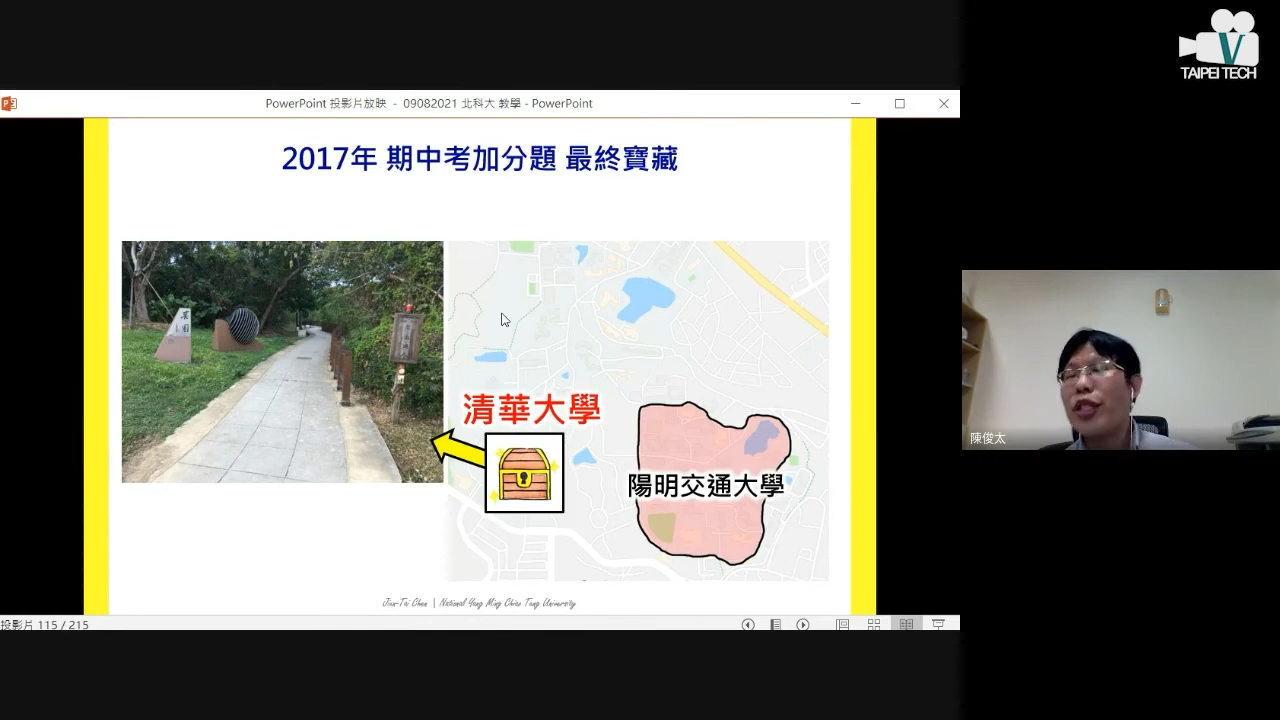 V
TAIPEI TECH
PowerPoint 投影片放映 - 09082021 北科大 教學 - PowerPoint
2017年 期中考加分題 最終寶藏
清華大學
陽明交通大學
陳俊太
Jiun-Tai Chen | National Yang Ming Chiao Tung University
投影片 115 / 215